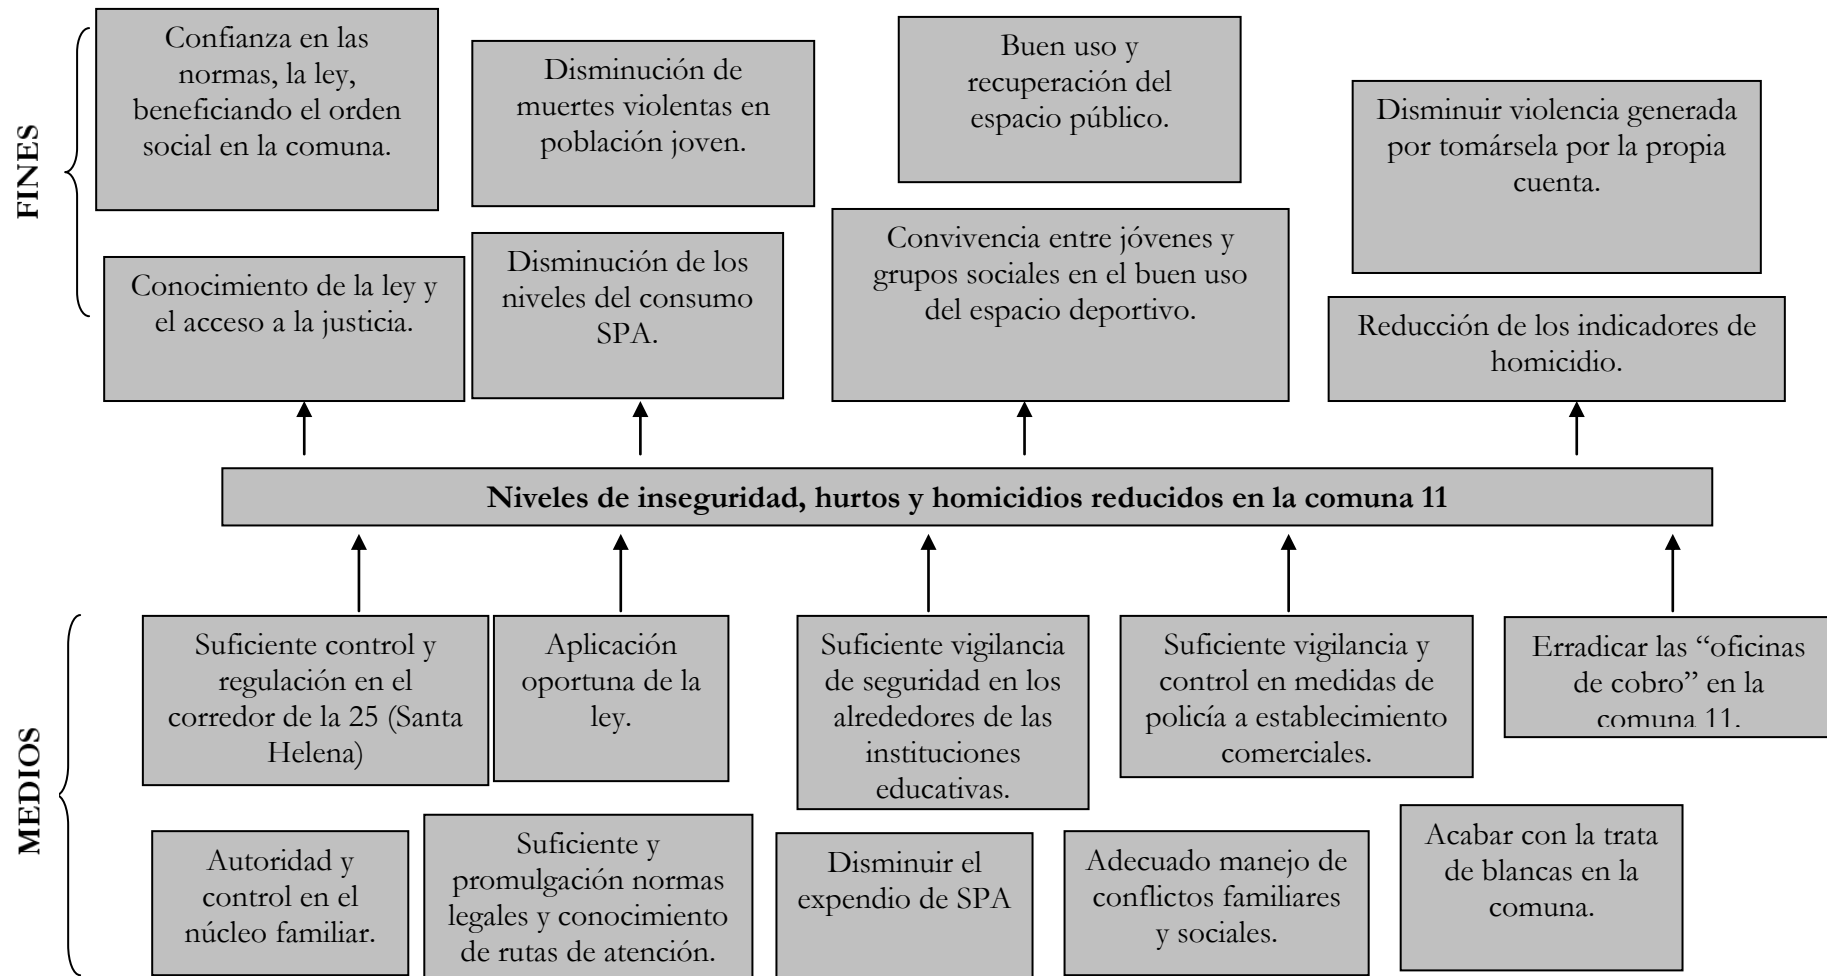 FINES
Confianza en las
normas, la ley,
beneficiando el orden
social en la comuna.
Disminución de
muertes violentas en
población joven.
Buen uso y
recuperación del
espacio público.
Disminuir violencia generada
por tomársela por la propia
cuenta.
Conocimiento de la ley y
el acceso a la justicia.
Disminución de los
niveles del consumo
SPA.
Convivencia entre jóvenes y
grupos sociales en el buen uso
del espacio deportivo.
Reducción de los indicadores de
homicidio.
Niveles de inseguridad, hurtos y homicidios reducidos en la comuna 11
MEDIOS
Suficiente control y
regulación en el
corredor de la 25 (Santa
Helena)
Aplicación
oportuna de la
ley.
Suficiente vigilancia
de seguridad en los
alrededores de las
instituciones
educativas.
Suficiente vigilancia y
control en medidas de
policía a establecimiento
comerciales.
Erradicar las “oficinas
de cobro” en la
comuna 11.
Autoridad y
control en el
núcleo familiar.
Suficiente y
promulgación normas
legales y conocimiento
de rutas de atención.
Disminuir el
expendio de SPA
Adecuado manejo de
conflictos familiares
y sociales.
Acabar con la trata
de blancas en la
comuna.